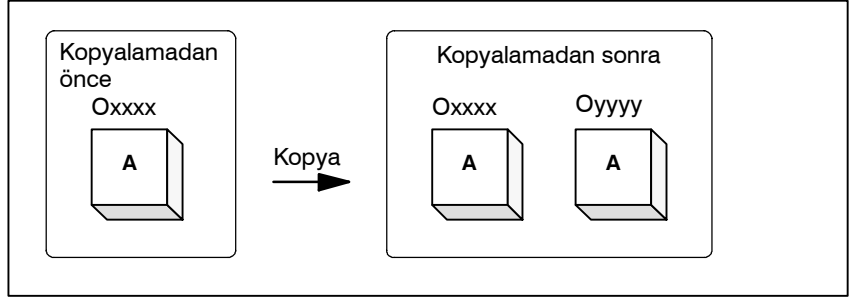 Kopyalamadan
önce
Oxxxx
A
Kopya
Kopyalamadan sonra
Oxxxx
Oyyyy
A
A